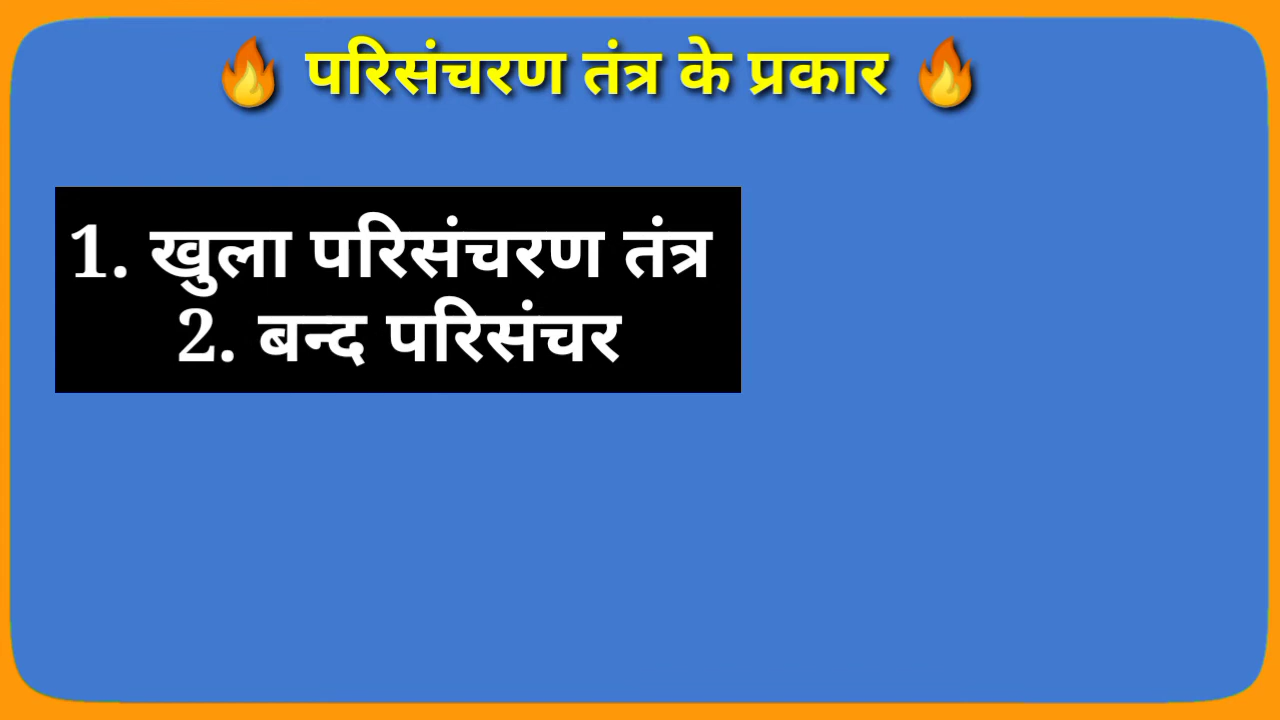 🔥 परिसंचरण तंत्र के प्रकार 🔥
1. खुला परिसंचरण तंत्र
2. बन्द परिसंचर